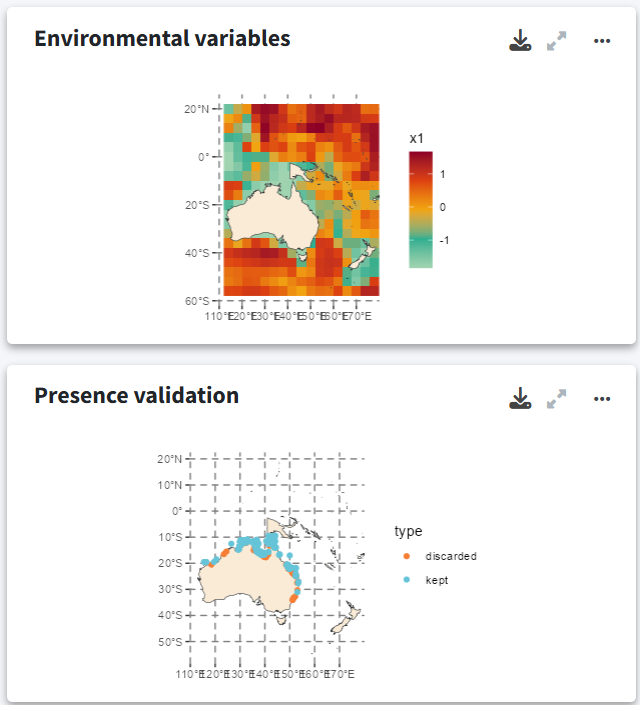 Environmental variables
20°N
0°
20°S
40°S
60°S
110°E120°E130°E140°E150°E160°E170°E
x1
1
0
-1
Presence validation
20°N
10°N
0°
10°S
20°S
30°S
40°S
50°S
110°E120°E130°E140°E150°E160°E170°E
type
discarded
kept